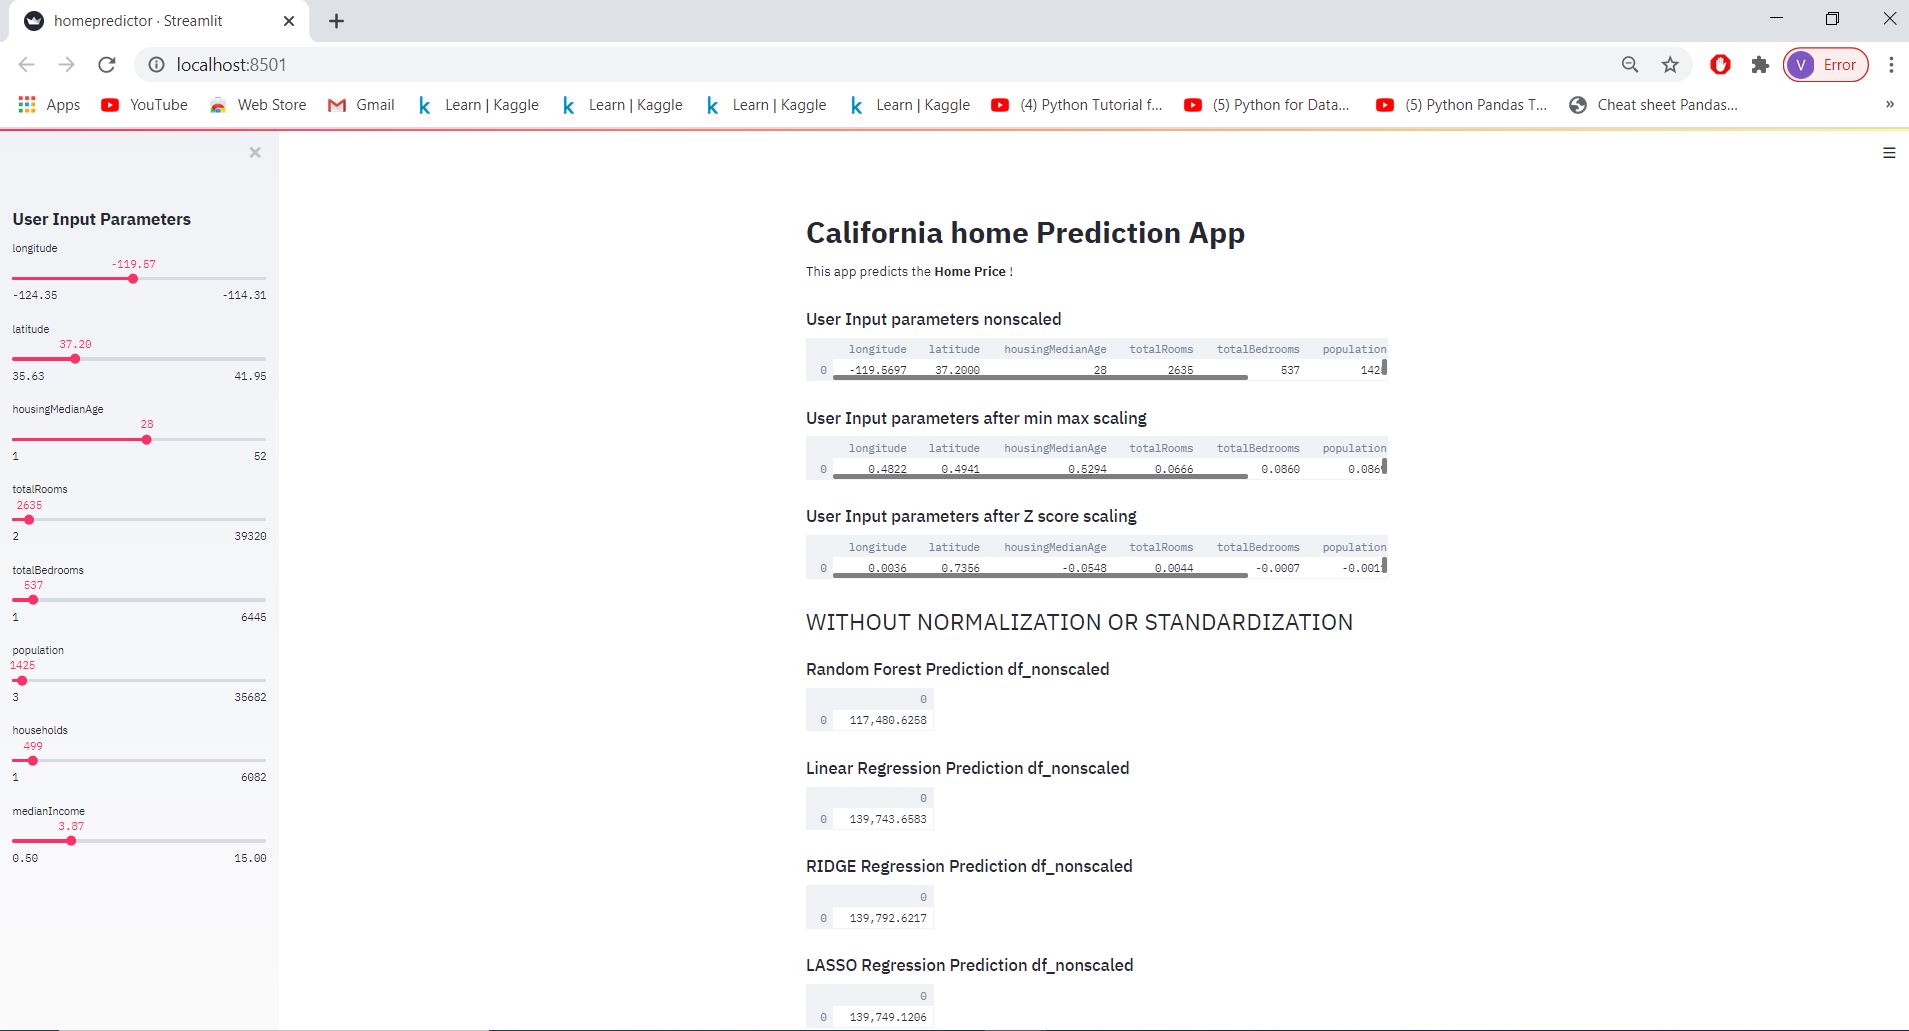 homepredictor · Streamlit
localhost:8501
V Error
Apps YouTube Web Store Gmail Learn | Kaggle Learn | Kaggle Learn | Kaggle Learn | Kaggle (4) Python Tutorial f... (5) Python for Data... (5) Python Pandas T... Cheat sheet Pandas... »
User Input Parameters
longitude
-119.57
-124.35 -114.31
latitude
37.20
35.63 41.95
housingMedianAge
28
1 52
totalRooms
2635
2 39320
totalBedrooms
537
1 6445
population
1425
3 35682
households
499
1 6082
medianIncome
3.87
0.50 15.00
California home Prediction App
This app predicts the Home Price !
User Input parameters nonscaled
longitude latitude housingMedianAge totalRooms totalBedrooms population
0 -119.5697 37.2000 28 2635 537 142
User Input parameters after min max scaling
longitude latitude housingMedianAge totalRooms totalBedrooms population
0 0.4822 0.4941 0.5294 0.0666 0.0860 0.086
User Input parameters after Z score scaling
longitude latitude housingMedianAge totalRooms totalBedrooms population
0 0.0036 0.7356 -0.0548 0.0044 -0.0007 -0.001
WITHOUT NORMALIZATION OR STANDARDIZATION
Random Forest Prediction df_nonscaled
0
0 117,480.6258
Linear Regression Prediction df_nonscaled
0
0 139,743.6583
RIDGE Regression Prediction df_nonscaled
0
0 139,792.6217
LASSO Regression Prediction df_nonscaled
0
0 139,749.1206